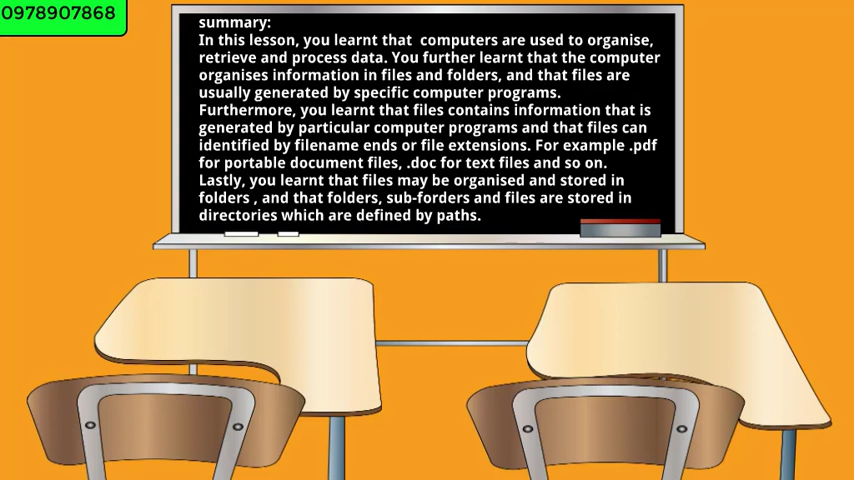 0978907868
summary:
In this lesson, you learnt that computers are used to organise,
retrieve and process data. You further learnt that the computer
organises information in files and folders, and that files are
usually generated by specific computer programs.
Furthermore, you learnt that files contains information that is
generated by particular computer programs and that files can
identified by filename ends or file extensions. For example .pdf
for portable document files, .doc for text files and so on.
Lastly, you learnt that files may be organised and stored in
folders , and that folders, sub-forders and files are stored in
directories which are defined by paths.